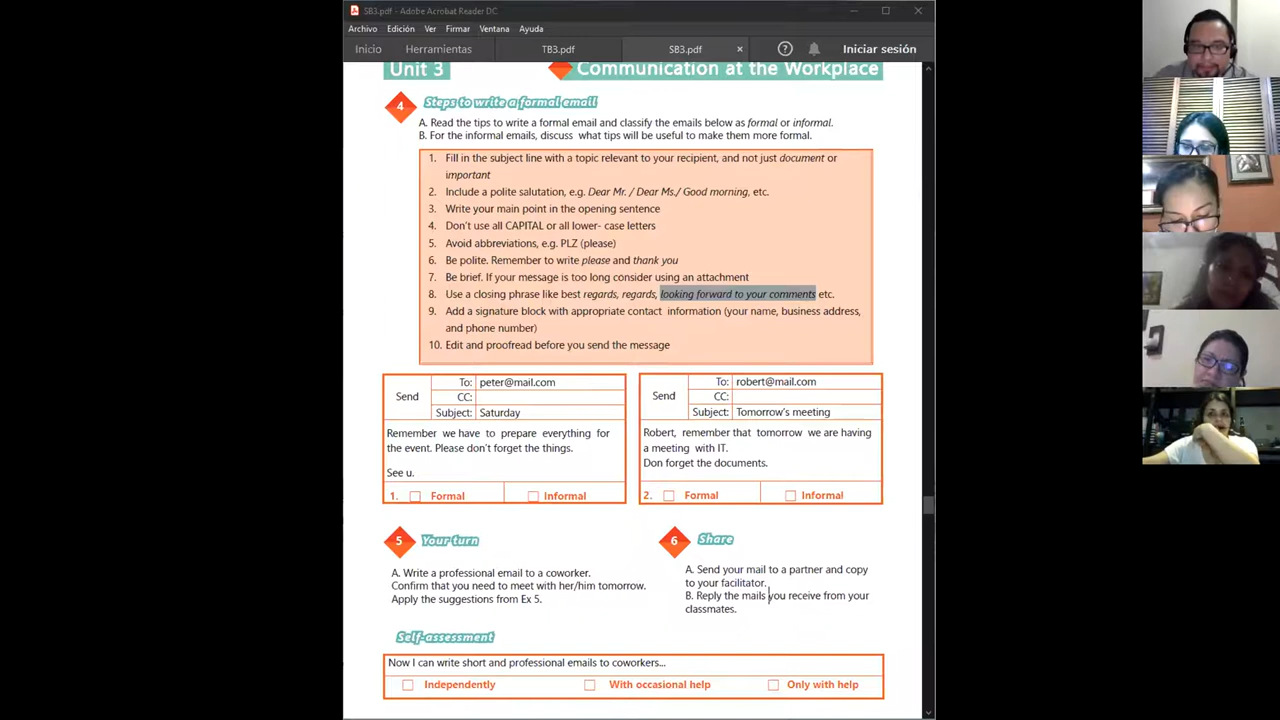 SB3.pdf - Adobe Acrobat Reader DC
Archivo Edición Ver Firmar Ventana Ayuda
Inicio Herramientas TB3.pdf SB3.pdf × Iniciar sesión
Unit 3 Communication at the Workplace
4 Steps to write a formal email
A. Read the tips to write a formal email and classify the emails below as formal or informal.
B. For the informal emails, discuss what tips will be useful to make them more formal.
1. Fill in the subject line with a topic relevant to your recipient, and not just document or
important
2. Include a polite salutation, e.g. Dear Mr. / Dear Ms./ Good morning, etc.
3. Write your main point in the opening sentence
4. Don't use all CAPITAL or all lower- case letters
5. Avoid abbreviations, e.g. PLZ (please)
6. Be polite. Remember to write please and thank you
7. Be brief. If your message is too long consider using an attachment
8. Use a closing phrase like best regards, regards, looking forward to your comments etc.
9. Add a signature block with appropriate contact information (your name, business address,
and phone number)
10. Edit and proofread before you send the message
Send
To: peter@mail.com
CC:
Subject: Saturday
Remember we have to prepare everything for
the event. Please don't forget the things.
See u.
1. Formal Informal
Send
To: robert@mail.com
CC:
Subject: Tomorrow's meeting
Robert, remember that tomorrow we are having
a meeting with IT.
Don forget the documents.
2. Formal Informal
5 Your turn
A. Write a professional email to a coworker.
Confirm that you need to meet with her/him tomorrow.
Apply the suggestions from Ex 5.
6 Share
A. Send your mail to a partner and copy
to your facilitator.
B. Reply the mails you receive from your
classmates.
Self-assessment
Now I can write short and professional emails to coworkers...
Independently With occasional help Only with help